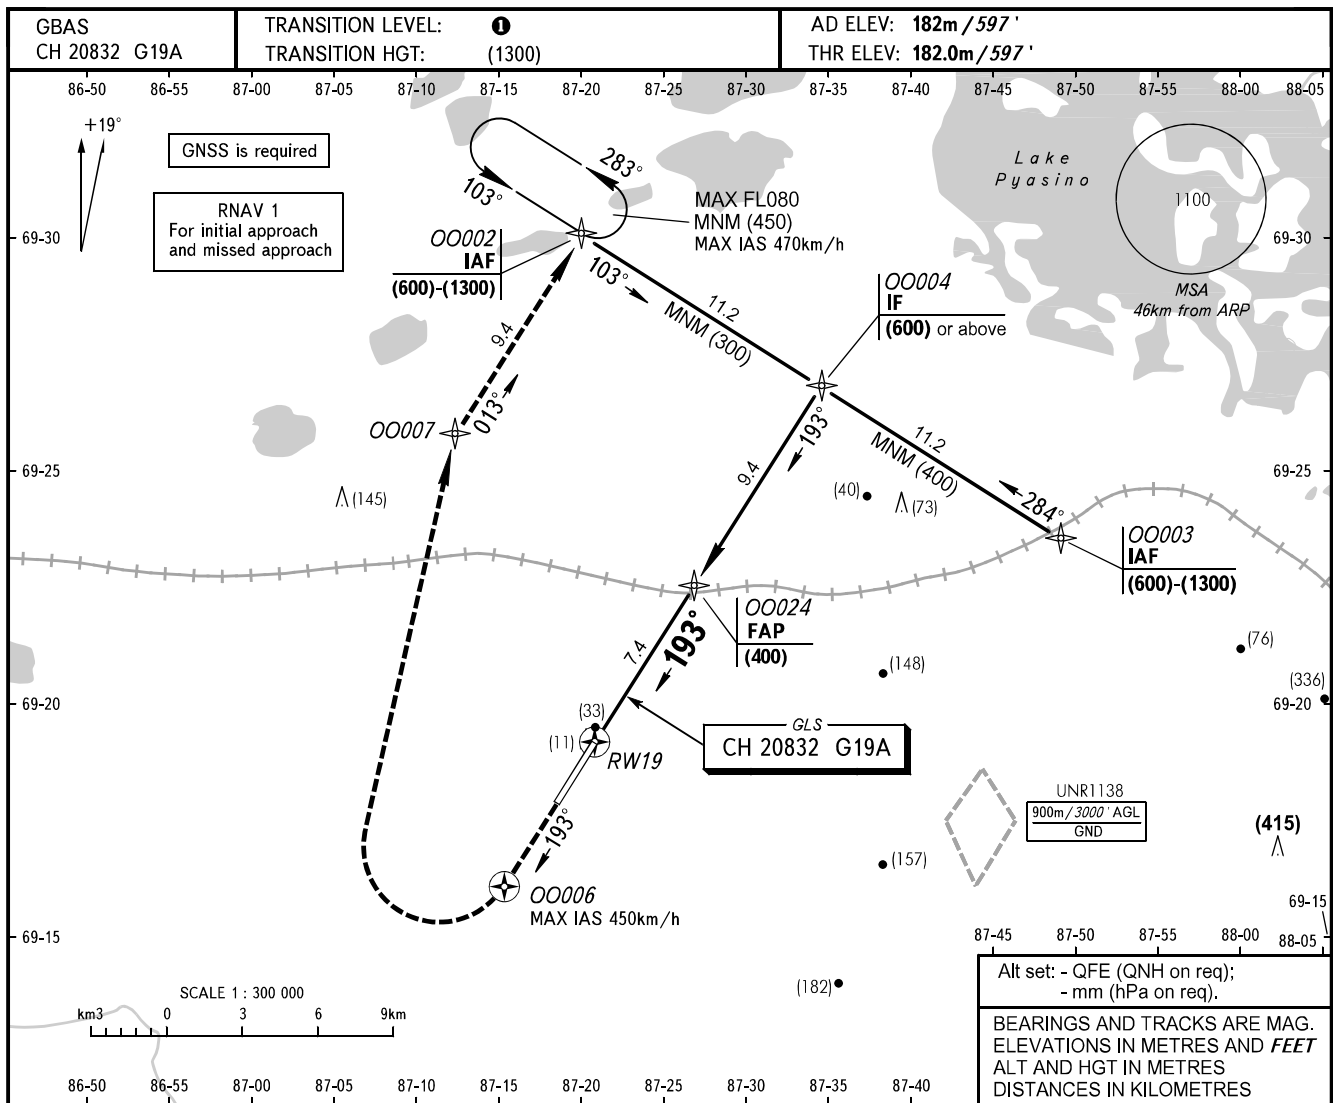 GBAS
CH 20832 G19A
TRANSITION LEVEL: ❶
TRANSITION HGT: (1300)
AD ELEV: 182m/597'
THR ELEV: 182.0m/597'
86-50 86-55 87-00 87-05 87-10 87-15 87-20 87-25 87-30 87-35 87-40 87-45 87-50 87-55 88-00 88-05
+19°
GNSS is required
RNAV 1
For initial approach
and missed approach
283°
103°
MAX FL080
MNM (450)
MAX IAS 470km/h
Lake
Pyasino
1100
MSA
46km from ARP
69-30
69-30
OO002
IAF
(600)-(1300)
103°
11.2
MNM (300)
OO004
IF
(600) or above
9.4
013°
OO007
193°
9.4
11.2
MNM (400)
284°
69-25
69-25
(145)
(40)
(73)
OO003
IAF
(600)-(1300)
OO024
FAP
(400)
7.4
193°
(148)
(76)
(336)
69-20
69-20
(33)
(11)
RW19
GLS
CH 20832 G19A
193°
UNR1138
900m/3000' AGL
GND
(415)
(157)
OO006
MAX IAS 450km/h
69-15
69-15
87-45 87-50 87-55 88-00 88-05
(182)
SCALE 1 : 300 000
km3 0 3 6 9km
Alt set: - QFE (QNH on req);
- mm (hPa on req).
BEARINGS AND TRACKS ARE MAG.
ELEVATIONS IN METRES AND FEET
ALT AND HGT IN METRES
DISTANCES IN KILOMETRES
86-50 86-55 87-00 87-05 87-10 87-15 87-20 87-25 87-30 87-35 87-40